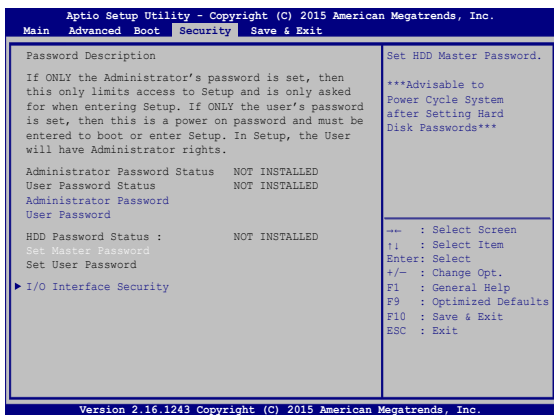 Aptio Setup Utility - Copyright (C) 2015 American Megatrends, Inc.
Main Advanced Boot Security Save & Exit
Password Description
If ONLY the Administrator's password is set, then
this only limits access to Setup and is only asked
for when entering Setup. If ONLY the user's password
is set, then this is a power on password and must be
entered to boot or enter Setup. In Setup, the User
will have Administrator rights.
Administrator Password Status NOT INSTALLED
User Password Status NOT INSTALLED
Administrator Password
User Password
HDD Password Status : NOT INSTALLED
Set Master Password
Set User Password
I/O Interface Security
Set HDD Master Password.
***Advisable to
Power Cycle System
after Setting Hard
Disk Passwords***
→← : Select Screen
↑↓ : Select Item
Enter: Select
+/— : Change Opt.
F1 : General Help
F9 : Optimized Defaults
F10 : Save & Exit
ESC : Exit
Version 2.16.1243 Copyright (C) 2015 American Megatrends, Inc.